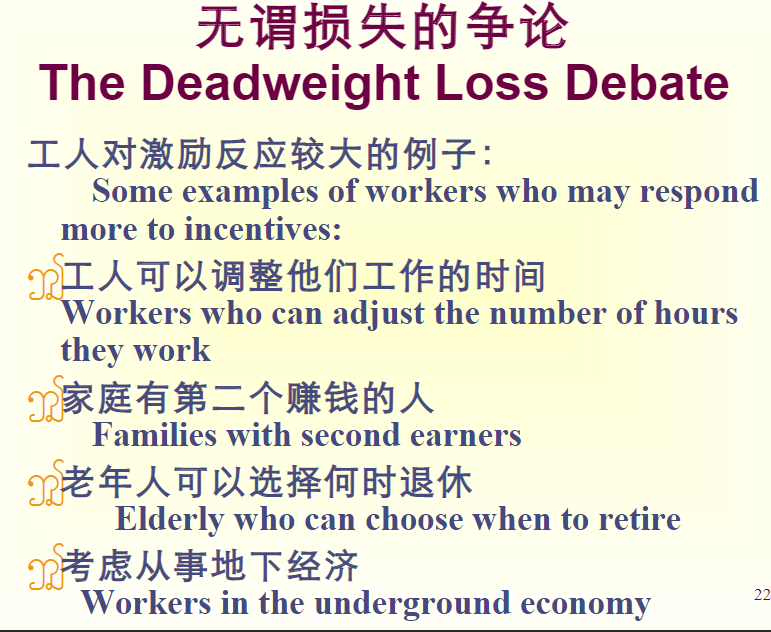 无谓损失的争论
The Deadweight Loss Debate
工人对激励反应较大的例子：
Some examples of workers who may respond
more to incentives:
工人可以调整他们工作的时间
Workers who can adjust the number of hours
they work
家庭有第二个赚钱的人
Families with second earners
老年人可以选择何时退休
Elderly who can choose when to retire
考虑从事地下经济
Workers in the underground economy
22